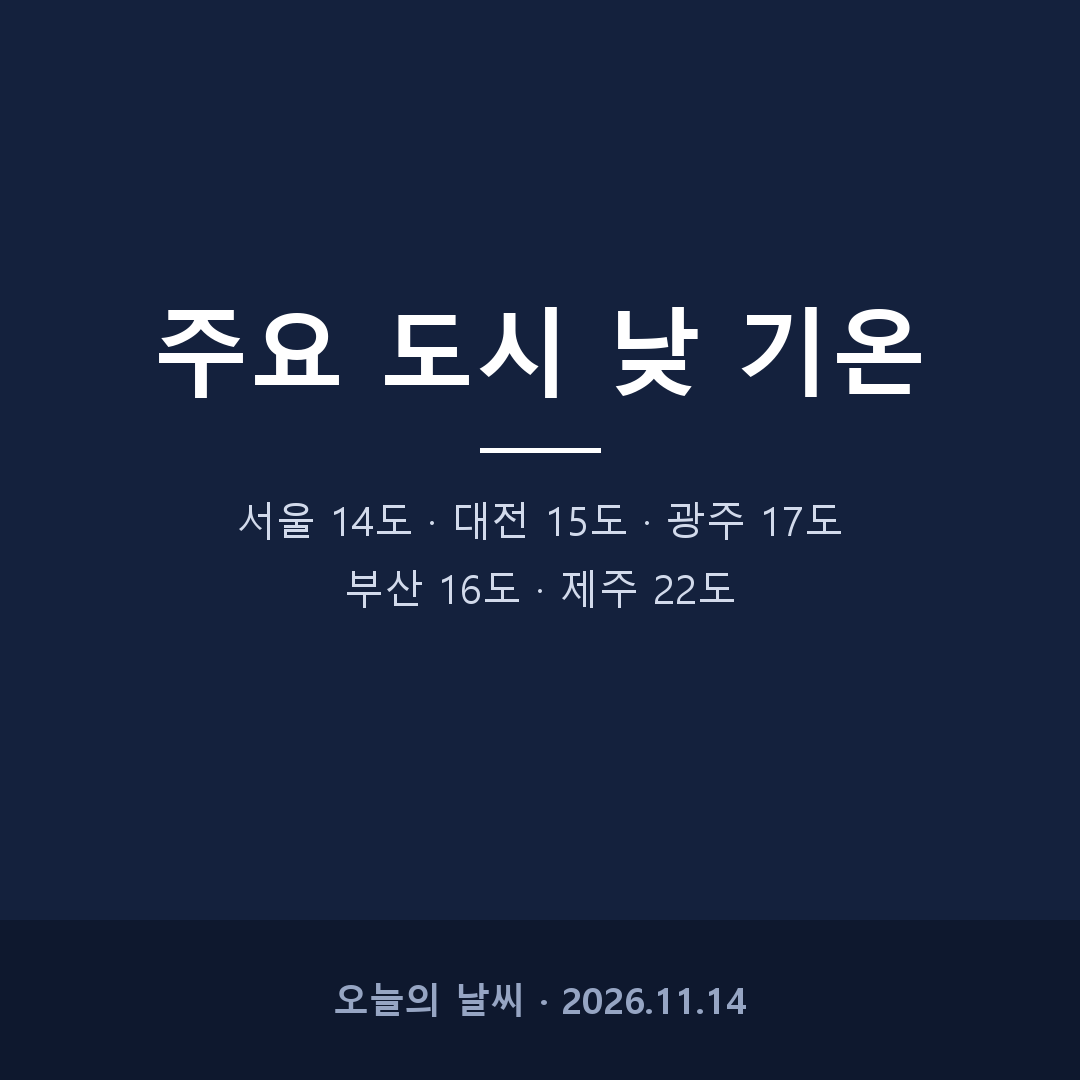 주요 도시 낮 기온
서울 14도 · 대전 15도 · 광주 17도
부산 16도 · 제주 22도
오늘의 날씨 · 2026.11.14